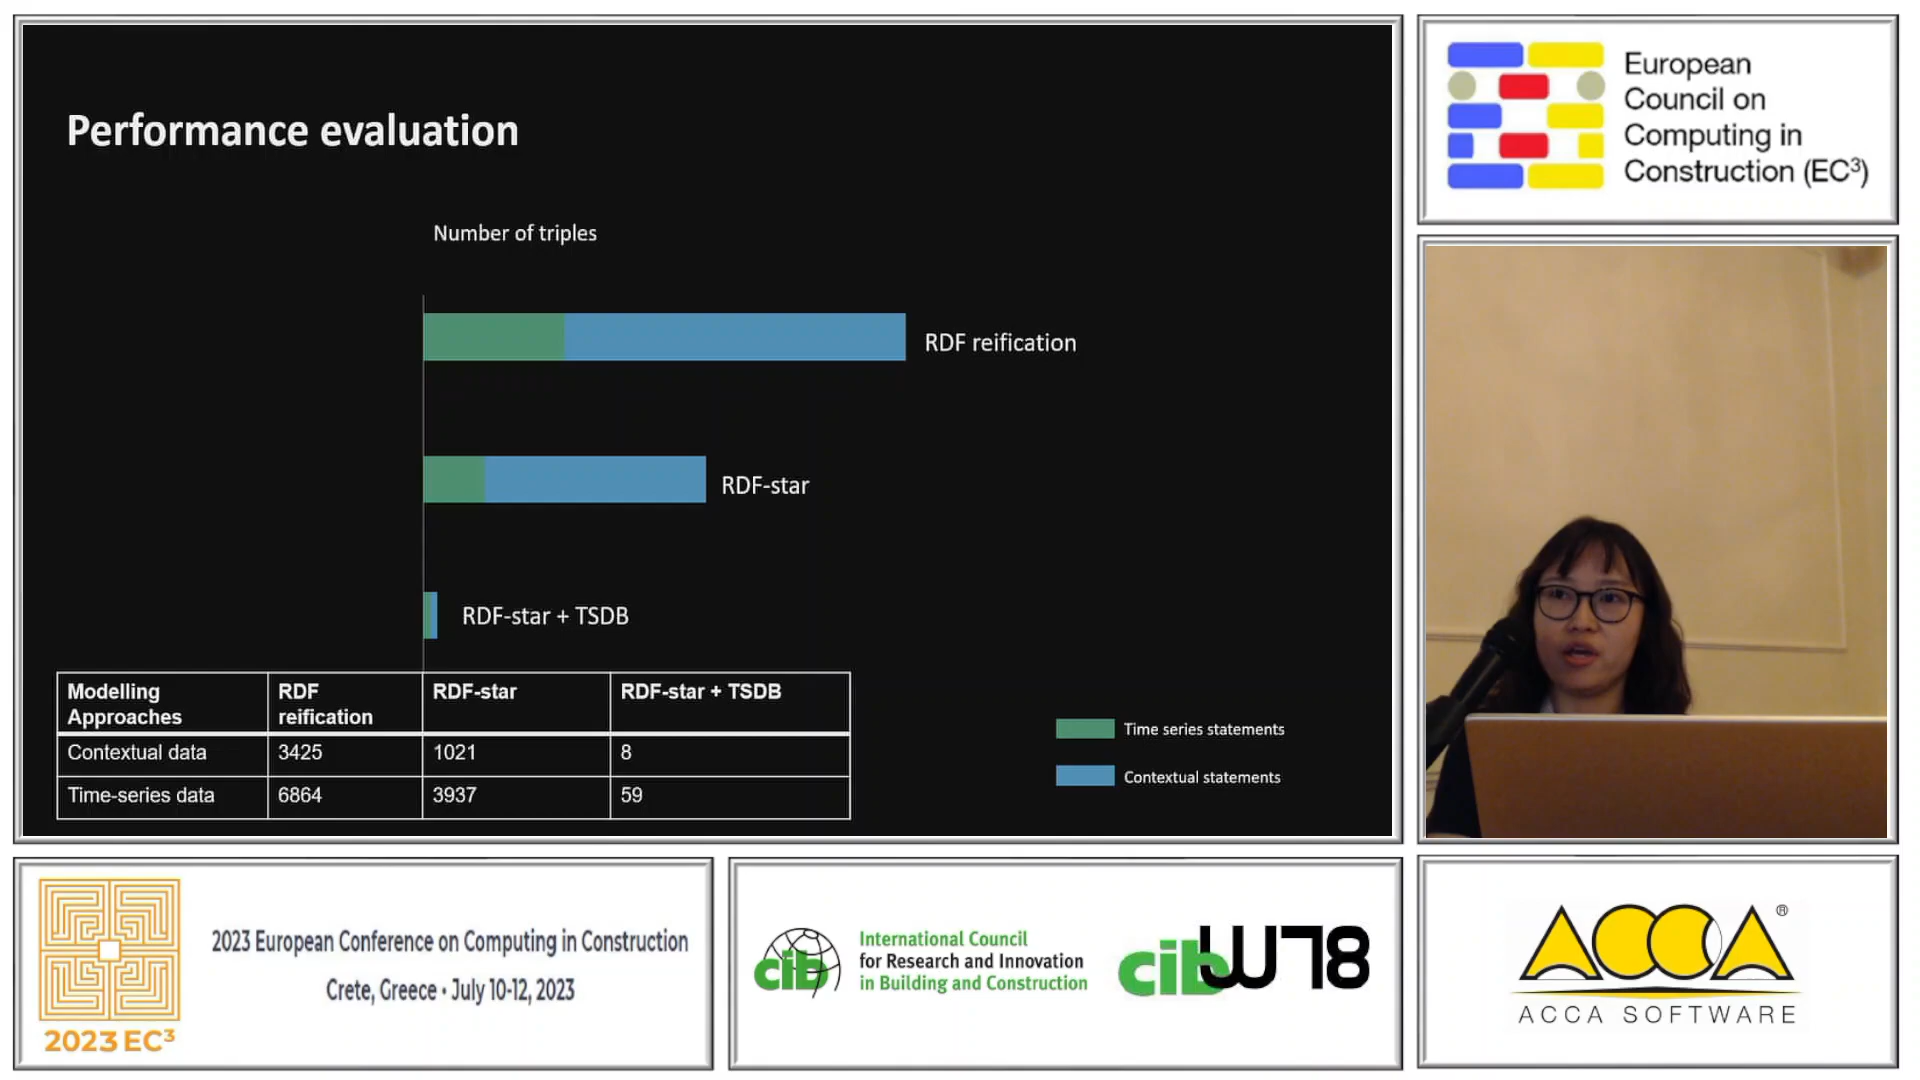 Performance evaluation
Number of triples
RDF reification
RDF-star
RDF-star + TSDB
Modelling Approaches
RDF reification
RDF-star
RDF-star + TSDB
Contextual data
3425
1021
8
Time-series data
6864
3937
59
Time series statements
Contextual statements
European
Council on
Computing in
Construction (EC³)
2023 EC³
2023 European Conference on Computing in Construction
Crete, Greece • July 10-12, 2023
cib
International Council
for Research and Innovation
in Building and Construction
cib W78
ACCA ®
ACCA SOFTWARE